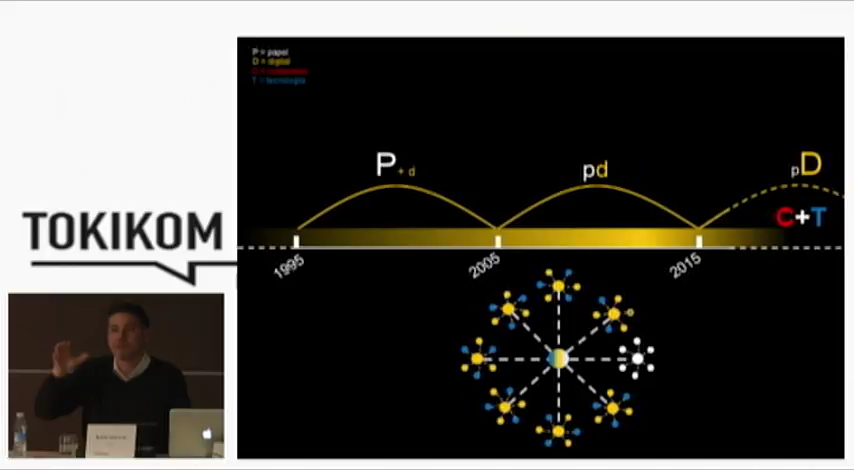 P = papel
D = digital
T = tecnología
P + d
pd
pD
C+T
TOKIKOM
1995
2005
2015